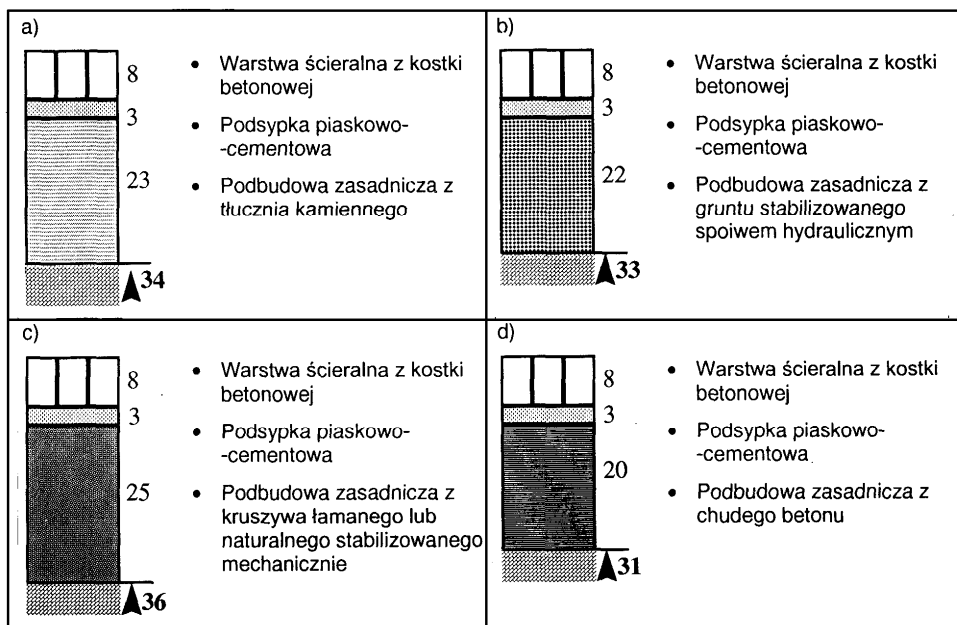 a)
8
3
23
34
• Warstwa ścieralna z kostki
betonowej
• Podsypka piaskowo-
-cementowa
• Podbudowa zasadnicza z
tłucznia kamiennego
b)
8
3
22
33
• Warstwa ścieralna z kostki
betonowej
• Podsypka piaskowo-
-cementowa
• Podbudowa zasadnicza z
gruntu stabilizowanego
spoiwem hydraulicznym
c)
8
3
25
36
• Warstwa ścieralna z kostki
betonowej
• Podsypka piaskowo-
-cementowa
• Podbudowa zasadnicza z
kruszywa łamanego lub
naturalnego stabilizowanego
mechanicznie
d)
8
3
20
31
• Warstwa ścieralna z kostki
betonowej
• Podsypka piaskowo-
-cementowa
• Podbudowa zasadnicza z
chudego betonu